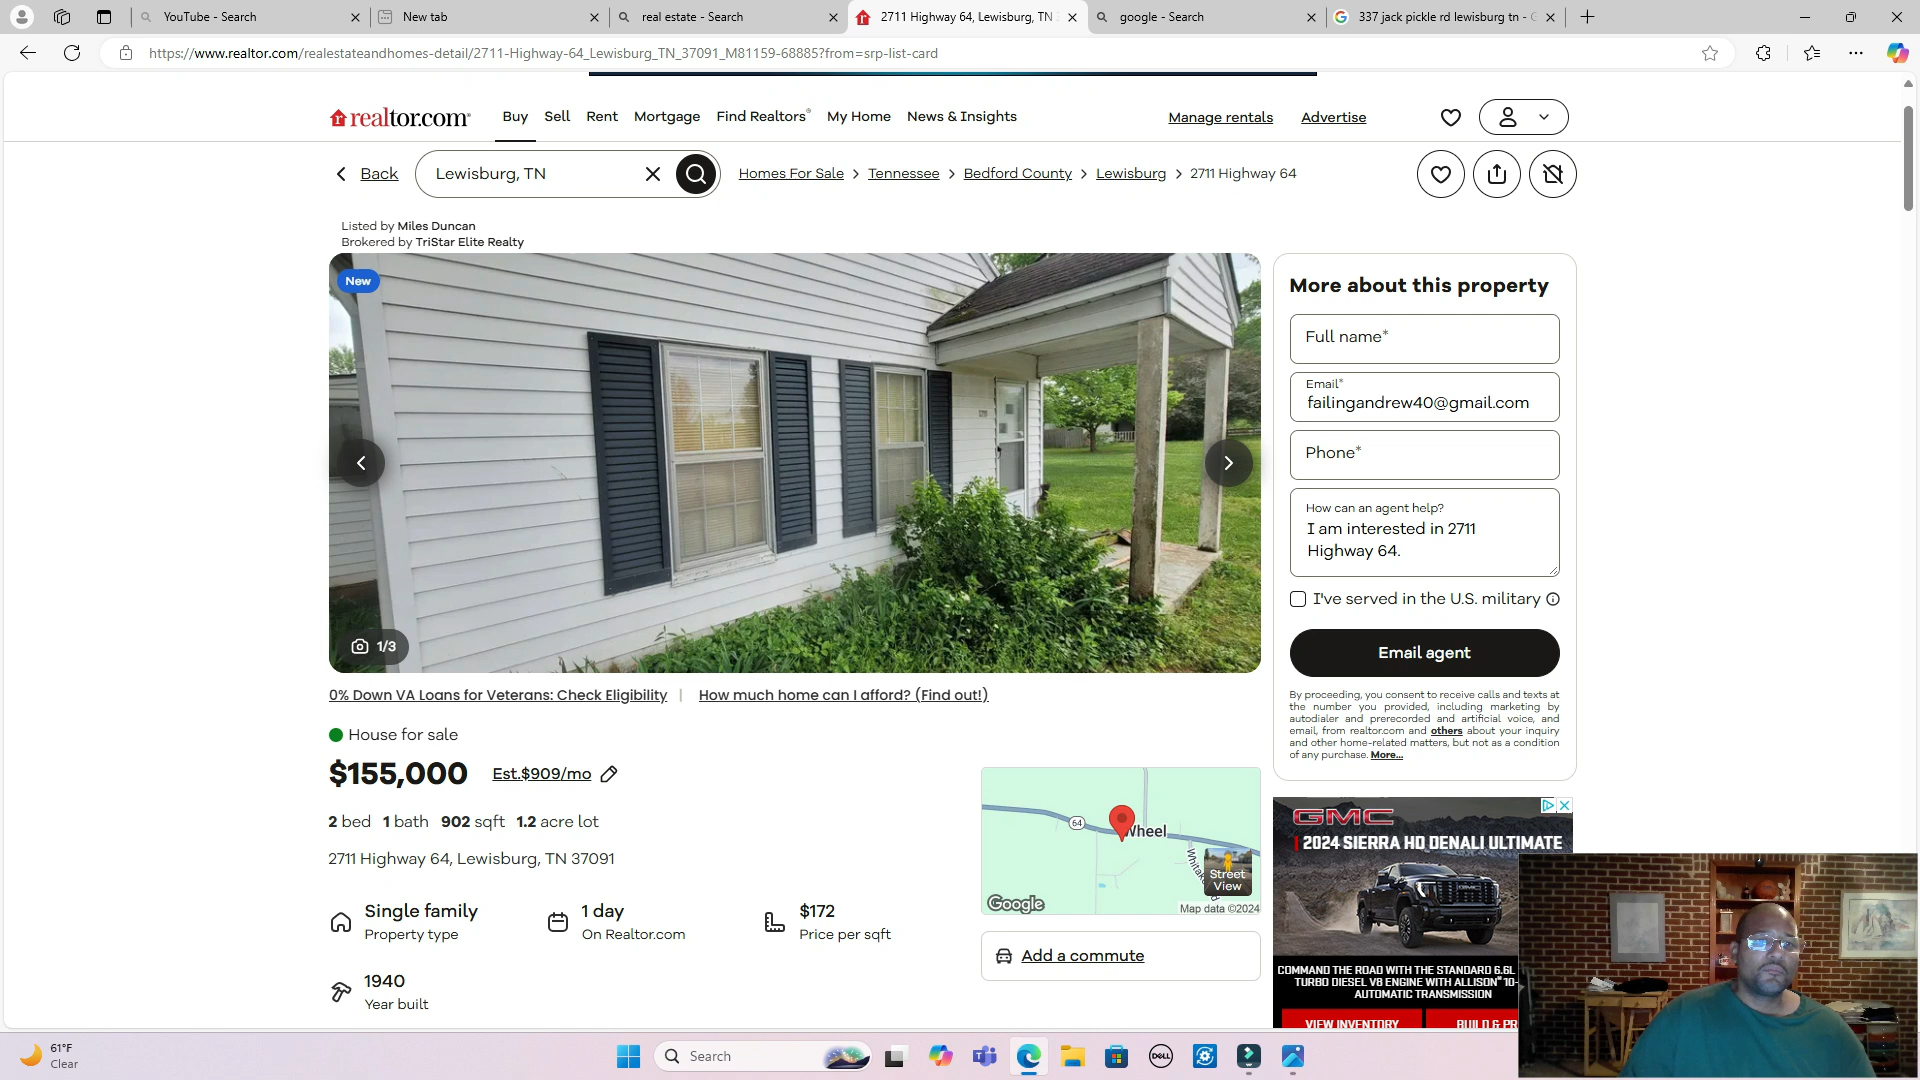 YouTube - Search
New tab
real estate - Search
2711 Highway 64, Lewisburg, TN
google - Search
337 jack pickle rd lewisburg tn - G
https://www.realtor.com/realestateandhomes-detail/2711-Highway-64_Lewisburg_TN_37091_M81159-68885?from=srp-list-card
realtor.com
Buy Sell Rent Mortgage Find Realtors® My Home News & Insights
Manage rentals Advertise
Back
Lewisburg, TN
Homes For Sale > Tennessee > Bedford County > Lewisburg > 2711 Highway 64
Listed by Miles Duncan
Brokered by TriStar Elite Realty
New
1/3
More about this property
Full name*
Email*
failingandrew40@gmail.com
Phone*
How can an agent help?
I am interested in 2711
Highway 64.
I've served in the U.S. military
Email agent
By proceeding, you consent to receive calls and texts at
the number you provided, including marketing by
autodialer and prerecorded and artificial voice, and
email, from realtor.com and others about your inquiry
and other home-related matters, but not as a condition
of any purchase. More...
0% Down VA Loans for Veterans: Check Eligibility | How much home can I afford? (Find out!)
House for sale
$155,000 Est.$909/mo
2 bed 1 bath 902 sqft 1.2 acre lot
2711 Highway 64, Lewisburg, TN 37091
Single family
Property type
1 day
On Realtor.com
$172
Price per sqft
1940
Year built
64
Wheel
Street
View
Google
Map data ©2024
Add a commute
GMC
2024 SIERRA HD DENALI ULTIMATE
COMMAND THE ROAD WITH THE STANDARD 6.6L
TURBO DIESEL V8 ENGINE WITH ALLISON® 10-
AUTOMATIC TRANSMISSION
VIEW INVENTORY
BUILD & PR
61°F
Clear
Search
DELL